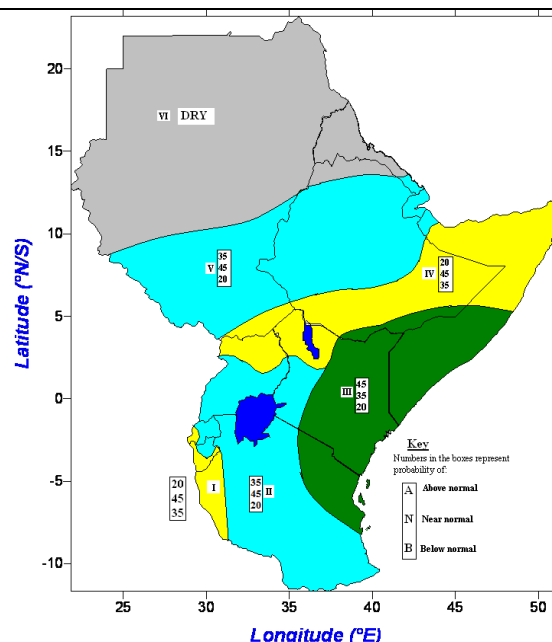 20
15
10
5
0
-5
-10
Latitude (ºN/S)
VI DRY
V
35
45
20
IV
20
45
35
III
45
35
20
I
20
45
35
II
35
45
20
Key
Numbers in the boxes represent
probability of:
A Above normal
N Near normal
B Below normal
25 30 35 40 45 50
Longitude (ºE)